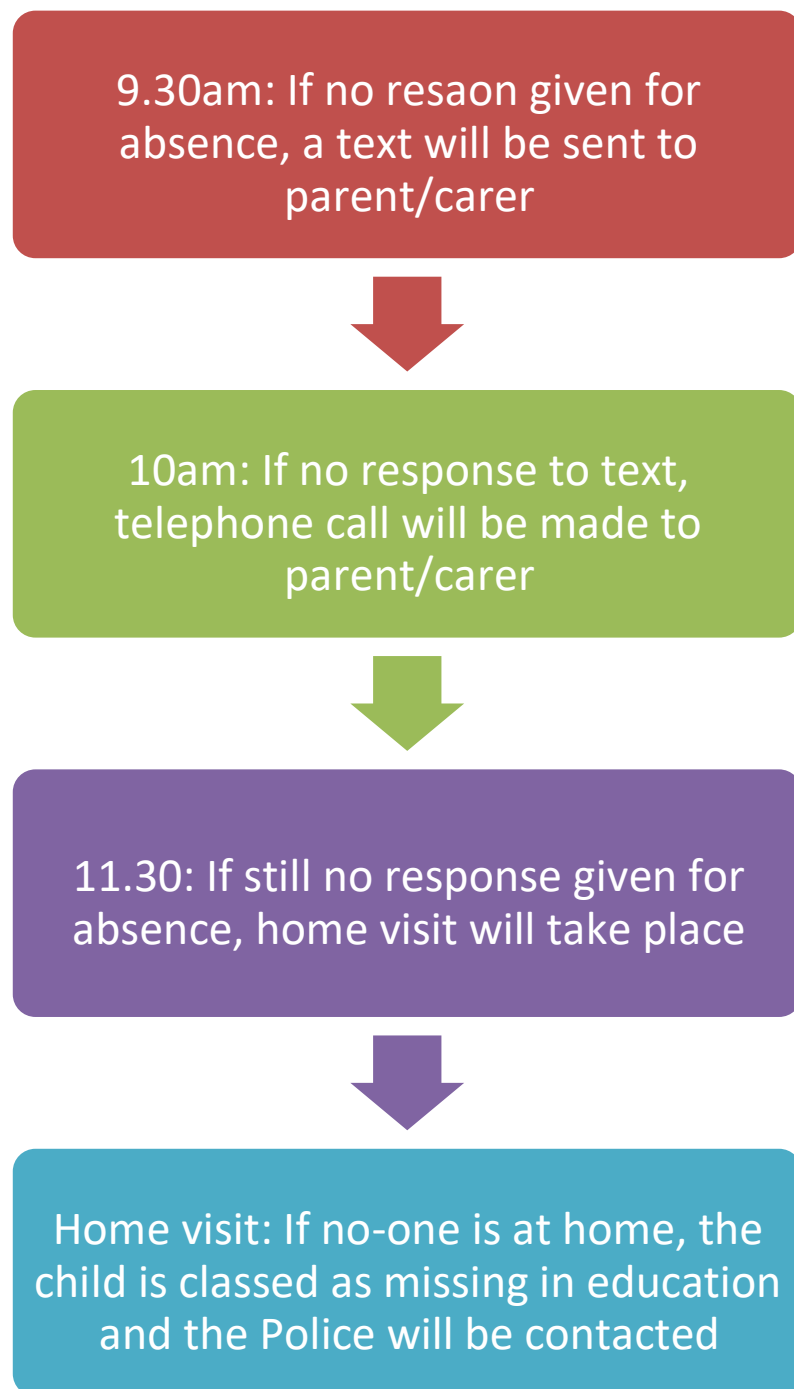 9.30am: If no resaon given for
absence, a text will be sent to
parent/carer
10am: If no response to text,
telephone call will be made to
parent/carer
11.30: If still no response given for
absence, home visit will take place
Home visit: If no-one is at home, the
child is classed as missing in education
and the Police will be contacted